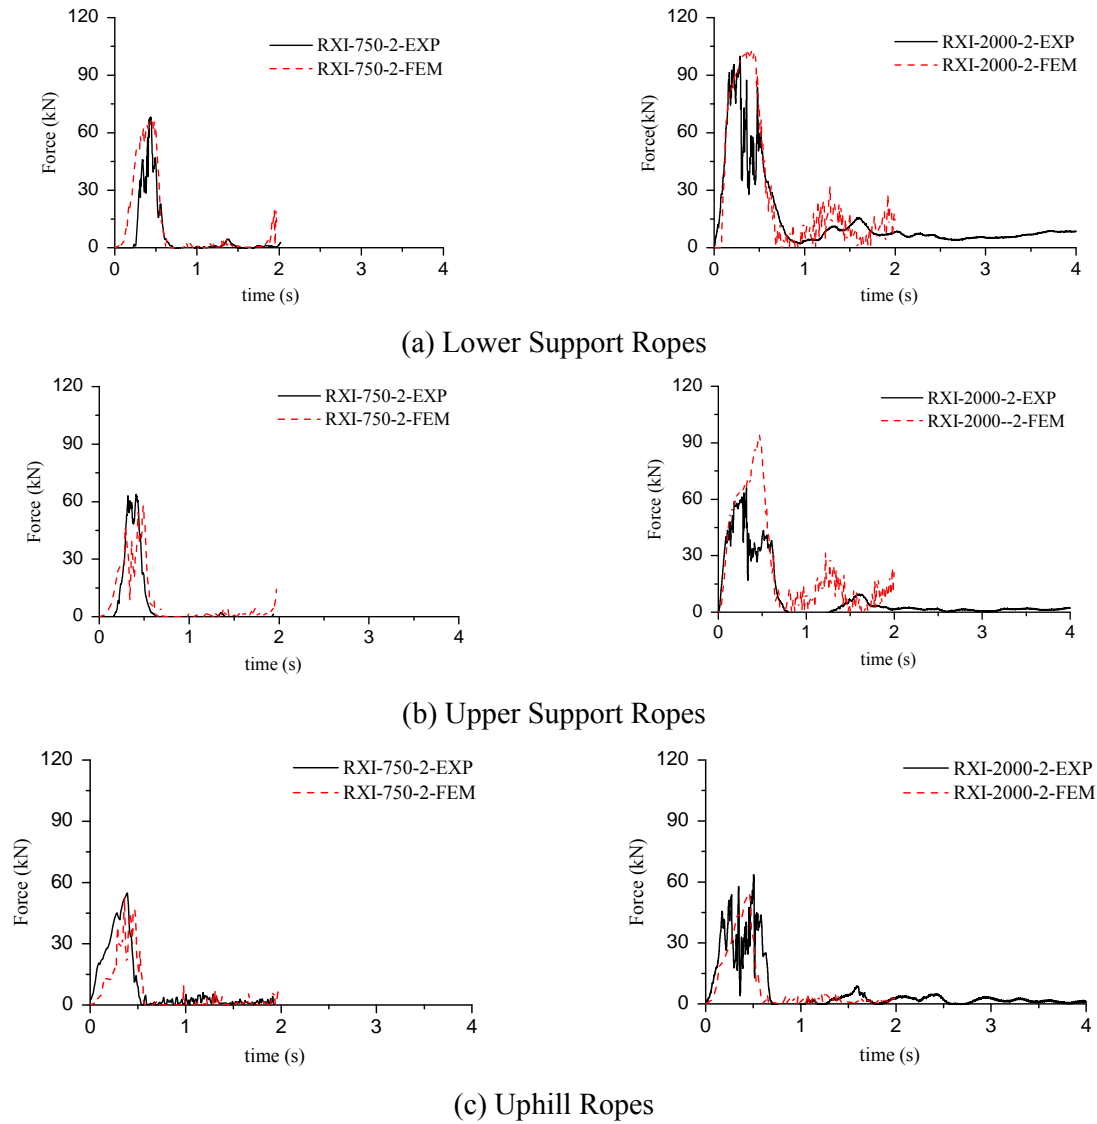 RXI-750-2-EXP
RXI-750-2-FEM
Force (kN)
120
90
60
30
0
0 1 2 3 4
time (s)
RXI-2000-2-EXP
RXI-2000-2-FEM
Force(kN)
120
90
60
30
0
0 1 2 3 4
time (s)
(a) Lower Support Ropes
RXI-750-2-EXP
RXI-750-2-FEM
Force (kN)
120
90
60
30
0
0 1 2 3 4
time (s)
RXI-2000-2-EXP
RXI-2000--2-FEM
Force (kN)
120
90
60
30
0
0 1 2 3 4
time (s)
(b) Upper Support Ropes
RXI-750-2-EXP
RXI-750-2-FEM
Force (kN)
120
90
60
30
0
0 1 2 3 4
time (s)
RXI-2000-2-EXP
RXI-2000-2-FEM
Force (kN)
120
90
60
30
0
0 1 2 3 4
time (s)
(c) Uphill Ropes